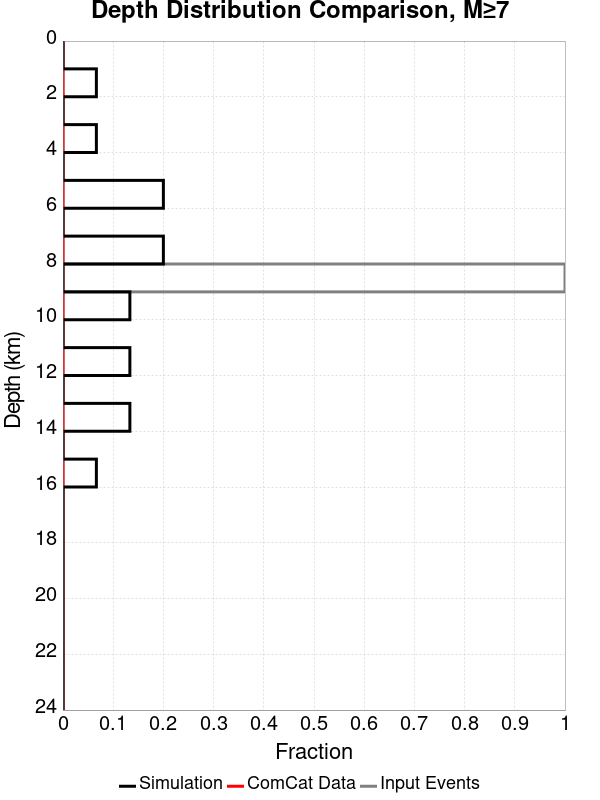 Depth Distribution Comparison, M≥7
0
2
4
6
8
10
12
14
16
18
20
22
24
Depth (km)
0 0.1 0.2 0.3 0.4 0.5 0.6 0.7 0.8 0.9 1
Fraction
Simulation ComCat Data Input Events